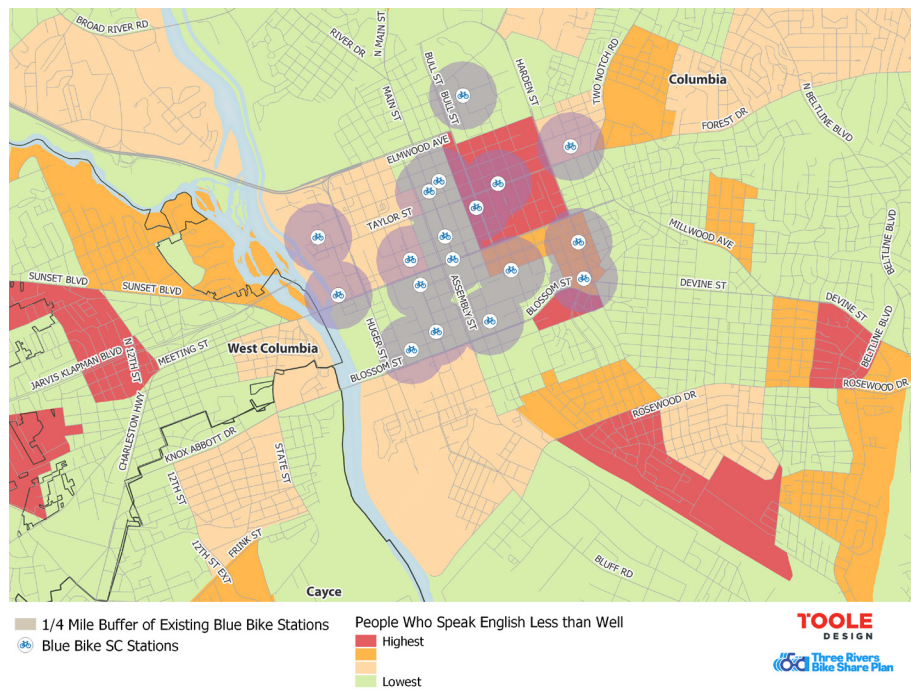 BROAD RIVER RD
RIVER DR
N MAIN ST
MAIN ST
BULL ST
BULL ST
HARDEN ST
TWO NOTCH RD
Columbia
N BELTLINE BLVD
FOREST DR
ELMWOOD AVE
TAYLOR ST
MILLWOOD AVE
BELTLINE BLVD
SUNSET BLVD
SUNSET BLVD
ASSEMBLY ST
BLOSSOM ST
DEVINE ST
DEVINE ST
HUGER ST
BELTLINE BLVD
N 12TH ST
MEETING ST
West Columbia
JARVIS KLAPMAN BLVD
BLOSSOM ST
ROSEWOOD DR
ROSEWOOD DR
CHARLESTON HWY
KNOX ABBOTT DR
STATE ST
12TH ST
FRINK ST
12TH ST EXT
BLUFF RD
Cayce
1/4 Mile Buffer of Existing Blue Bike Stations
Blue Bike SC Stations
People Who Speak English Less than Well
Highest
Lowest
TOOLE
DESIGN
Three Rivers
Bike Share Plan